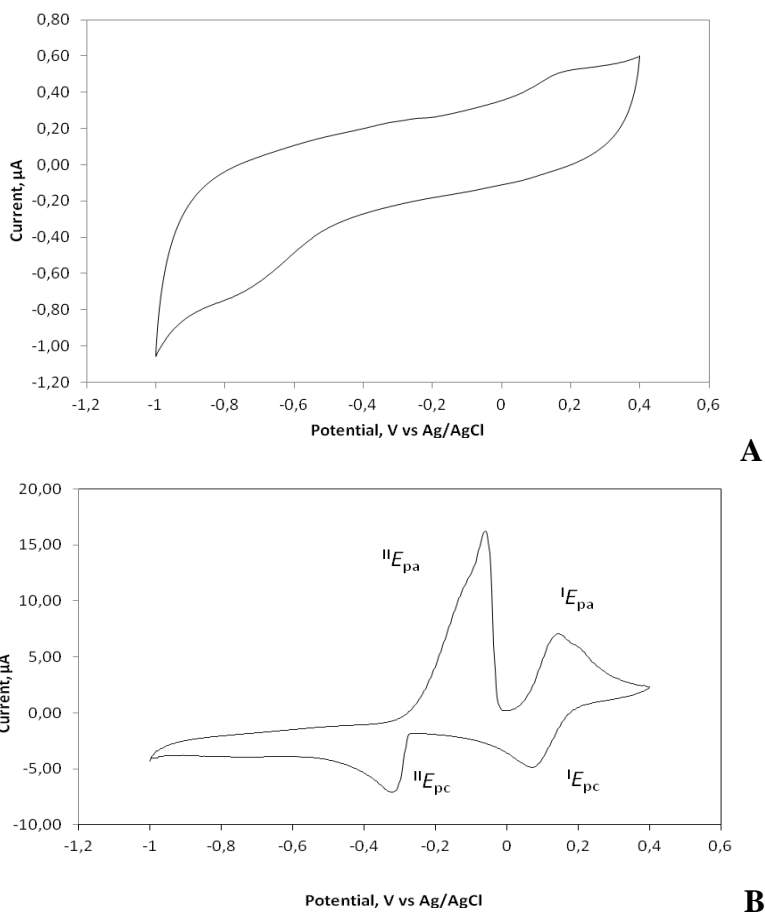 0,80
0,60
0,40
0,20
0,00
-0,20
-0,40
-0,60
-0,80
-1,00
-1,20
Current, µA
-1,2 -1 -0,8 -0,6 -0,4 -0,2 0 0,2 0,4 0,6
Potential, V vs Ag/AgCl
A
20,00
15,00
10,00
5,00
0,00
-5,00
-10,00
Current, µA
IIEpa
IEpa
IIEpc
IEpc
-1,2 -1 -0,8 -0,6 -0,4 -0,2 0 0,2 0,4 0,6
Potential, V vs Ag/AgCl
B